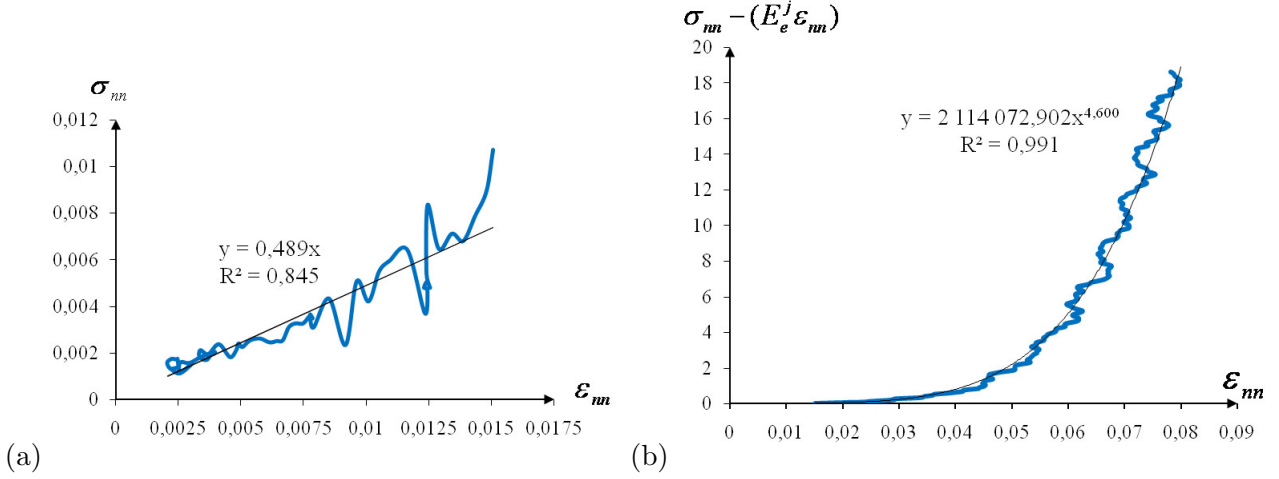 σnn
0,012
0,01
0,008
0,006
0,004
0,002
0
y = 0,489x
R² = 0,845
εnn
0 0,0025 0,005 0,0075 0,01 0,0125 0,015 0,0175
(a)
σnn − (E_e^j εnn)
20
18
16
14
12
10
8
6
4
2
0
y = 2 114 072,902x^4,600
R² = 0,991
εnn
0 0,01 0,02 0,03 0,04 0,05 0,06 0,07 0,08 0,09
(b)